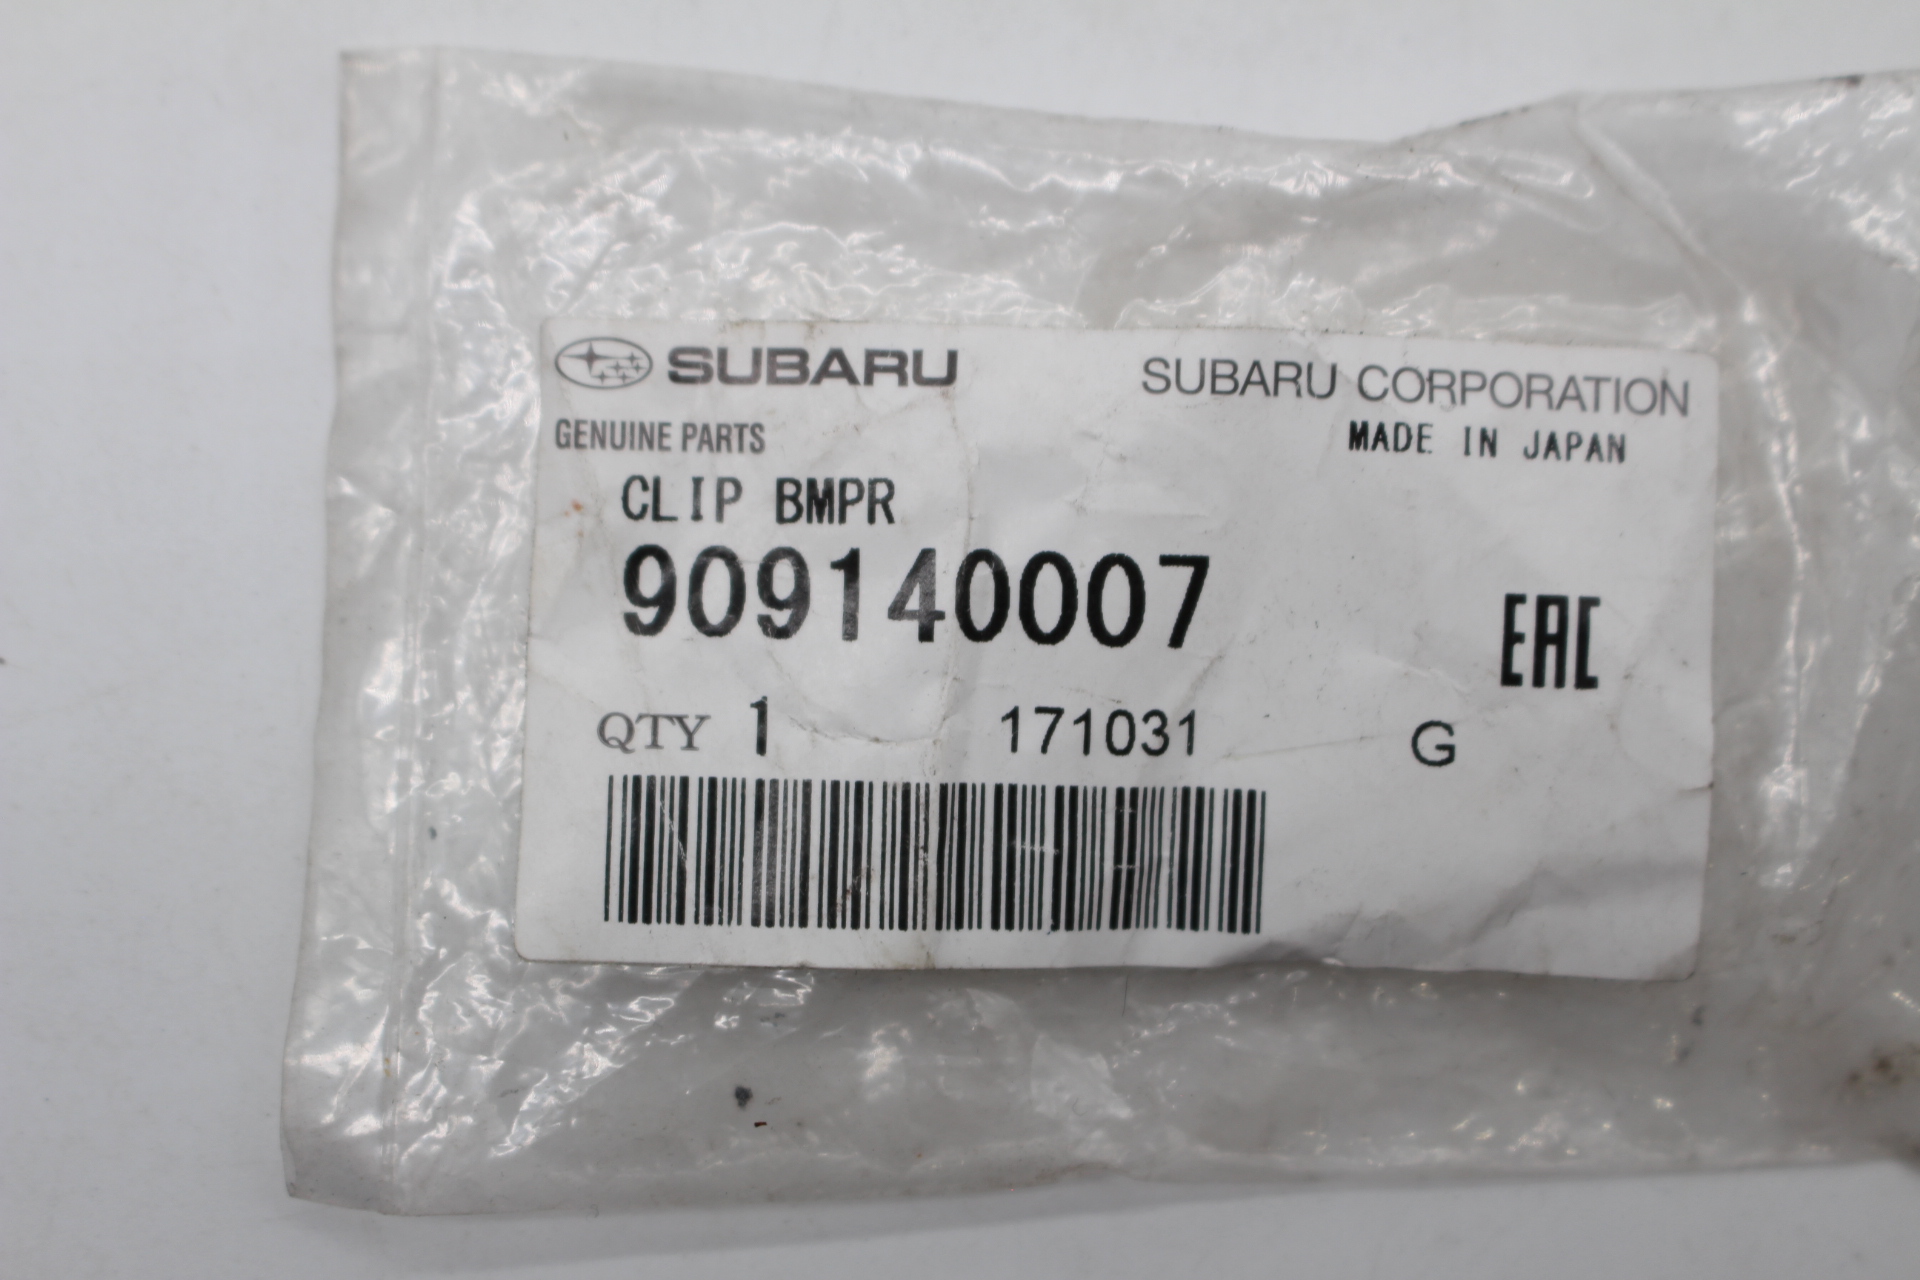 SUBARU
SUBARU CORPORATION
GENUINE PARTS
MADE IN JAPAN
CLIP BMPR
909140007
EAC
QTY 1 171031 G